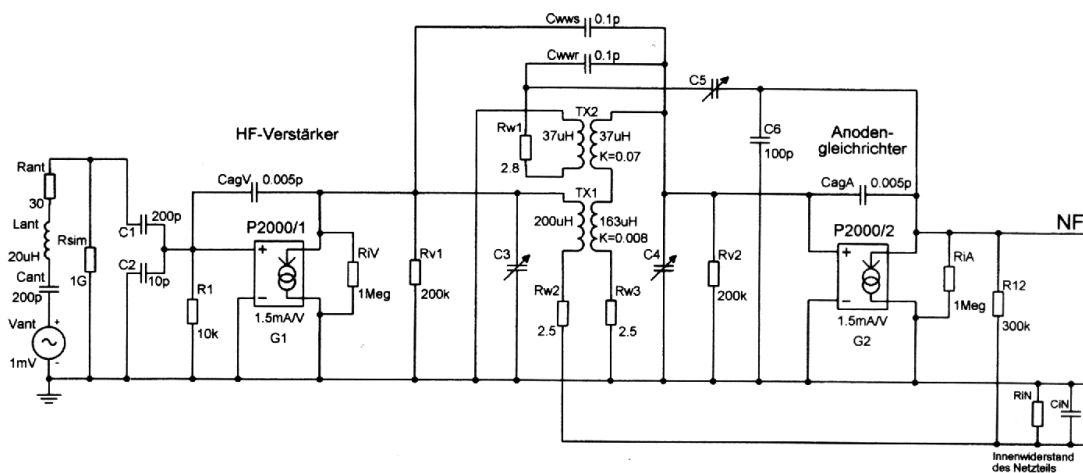 Cwws 0.1p
Cwwr 0.1p
C5
TX2
HF-Verstärker
Rw1
37uH 37uH
C6
Anoden-
gleichrichter
K=0.07
2.8
100p
Rant
CagV 0.005p
CagA 0.005p
30
200p
TX1
Lant
C1
P2000/1
200uH 163uH
P2000/2
NF
Rsim
K=0.008
20uH
C2
RiV
Rv1
C3
C4
Rv2
RiA
Cant
1G
10p
R1
1Meg
Rw2
Rw3
1Meg
R12
200p
200k
200k
Vant
10k
1.5mA/V
2.5
2.5
1.5mA/V
300k
1mV
G1
G2
RiN
CiN
Innenwiderstand
des Netzteils